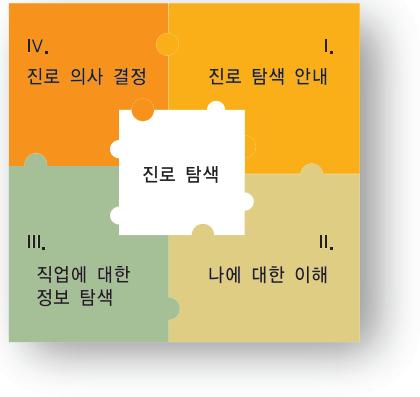 Ⅳ.
진로 의사 결정
Ⅰ.
진로 탐색 안내
진로 탐색
Ⅲ.
직업에 대한
정보 탐색
Ⅱ.
나에 대한 이해